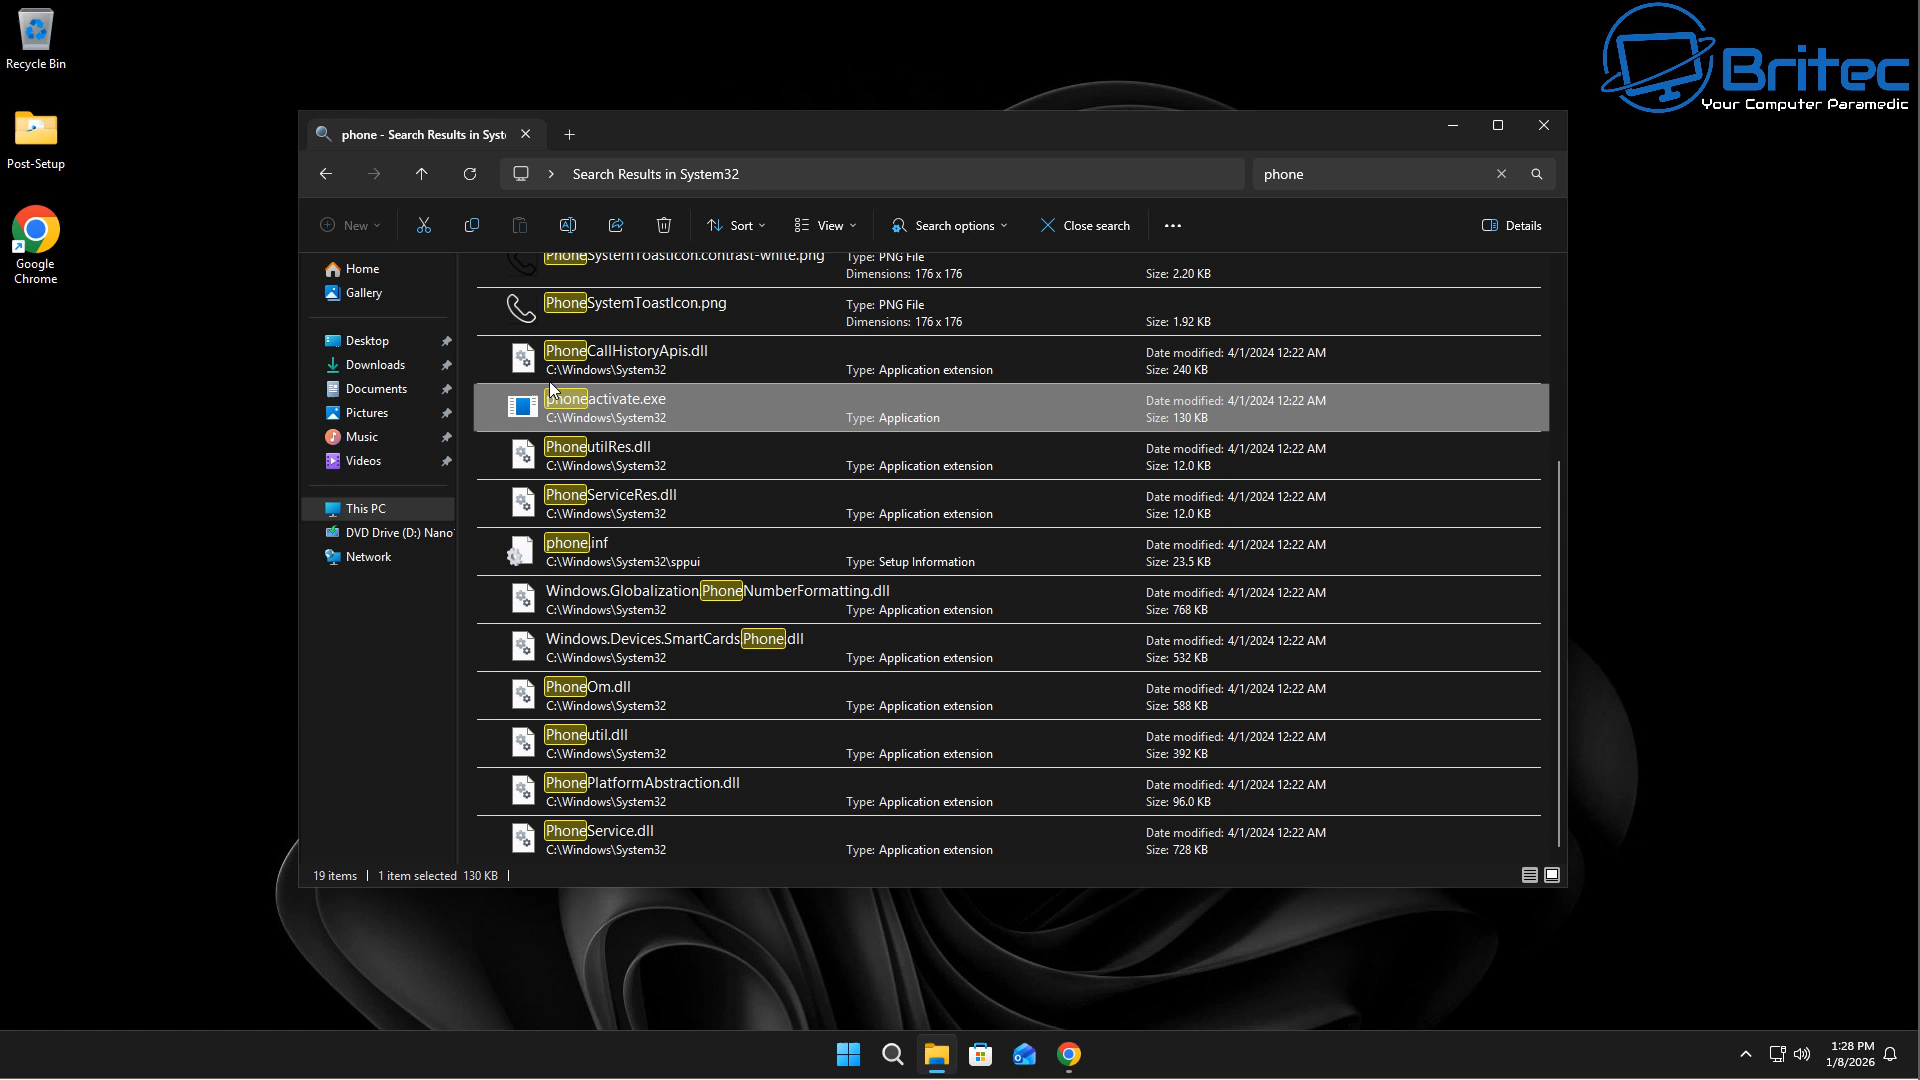 Recycle Bin
Post-Setup
Google
Chrome
Britec
Your Computer Paramedic
phone - Search Results in Syst
Search Results in System32
phone
New
Sort
View
Search options
Close search
Details
Home
Gallery
Desktop
Downloads
Documents
Pictures
Music
Videos
This PC
DVD Drive (D:) Nano
Network
PhoneSystemToastIcon.contrast-white.png Type: PNG File
Dimensions: 176 x 176 Size: 2.20 KB
PhoneSystemToastIcon.png Type: PNG File
Dimensions: 176 x 176 Size: 1.92 KB
PhoneCallHistoryApis.dll Date modified: 4/1/2024 12:22 AM
C:\Windows\System32 Type: Application extension Size: 240 KB
phoneactivate.exe Date modified: 4/1/2024 12:22 AM
C:\Windows\System32 Type: Application Size: 130 KB
PhoneutilRes.dll Date modified: 4/1/2024 12:22 AM
C:\Windows\System32 Type: Application extension Size: 12.0 KB
PhoneServiceRes.dll Date modified: 4/1/2024 12:22 AM
C:\Windows\System32 Type: Application extension Size: 12.0 KB
phone.inf Date modified: 4/1/2024 12:22 AM
C:\Windows\System32\sppui Type: Setup Information Size: 23.5 KB
Windows.Globalization.PhoneNumberFormatting.dll Date modified: 4/1/2024 12:22 AM
C:\Windows\System32 Type: Application extension Size: 768 KB
Windows.Devices.SmartCards.Phone.dll Date modified: 4/1/2024 12:22 AM
C:\Windows\System32 Type: Application extension Size: 532 KB
PhoneOm.dll Date modified: 4/1/2024 12:22 AM
C:\Windows\System32 Type: Application extension Size: 588 KB
Phoneutil.dll Date modified: 4/1/2024 12:22 AM
C:\Windows\System32 Type: Application extension Size: 392 KB
PhonePlatformAbstraction.dll Date modified: 4/1/2024 12:22 AM
C:\Windows\System32 Type: Application extension Size: 96.0 KB
PhoneService.dll Date modified: 4/1/2024 12:22 AM
C:\Windows\System32 Type: Application extension Size: 728 KB
19 items 1 item selected 130 KB
1:28 PM
1/8/2026